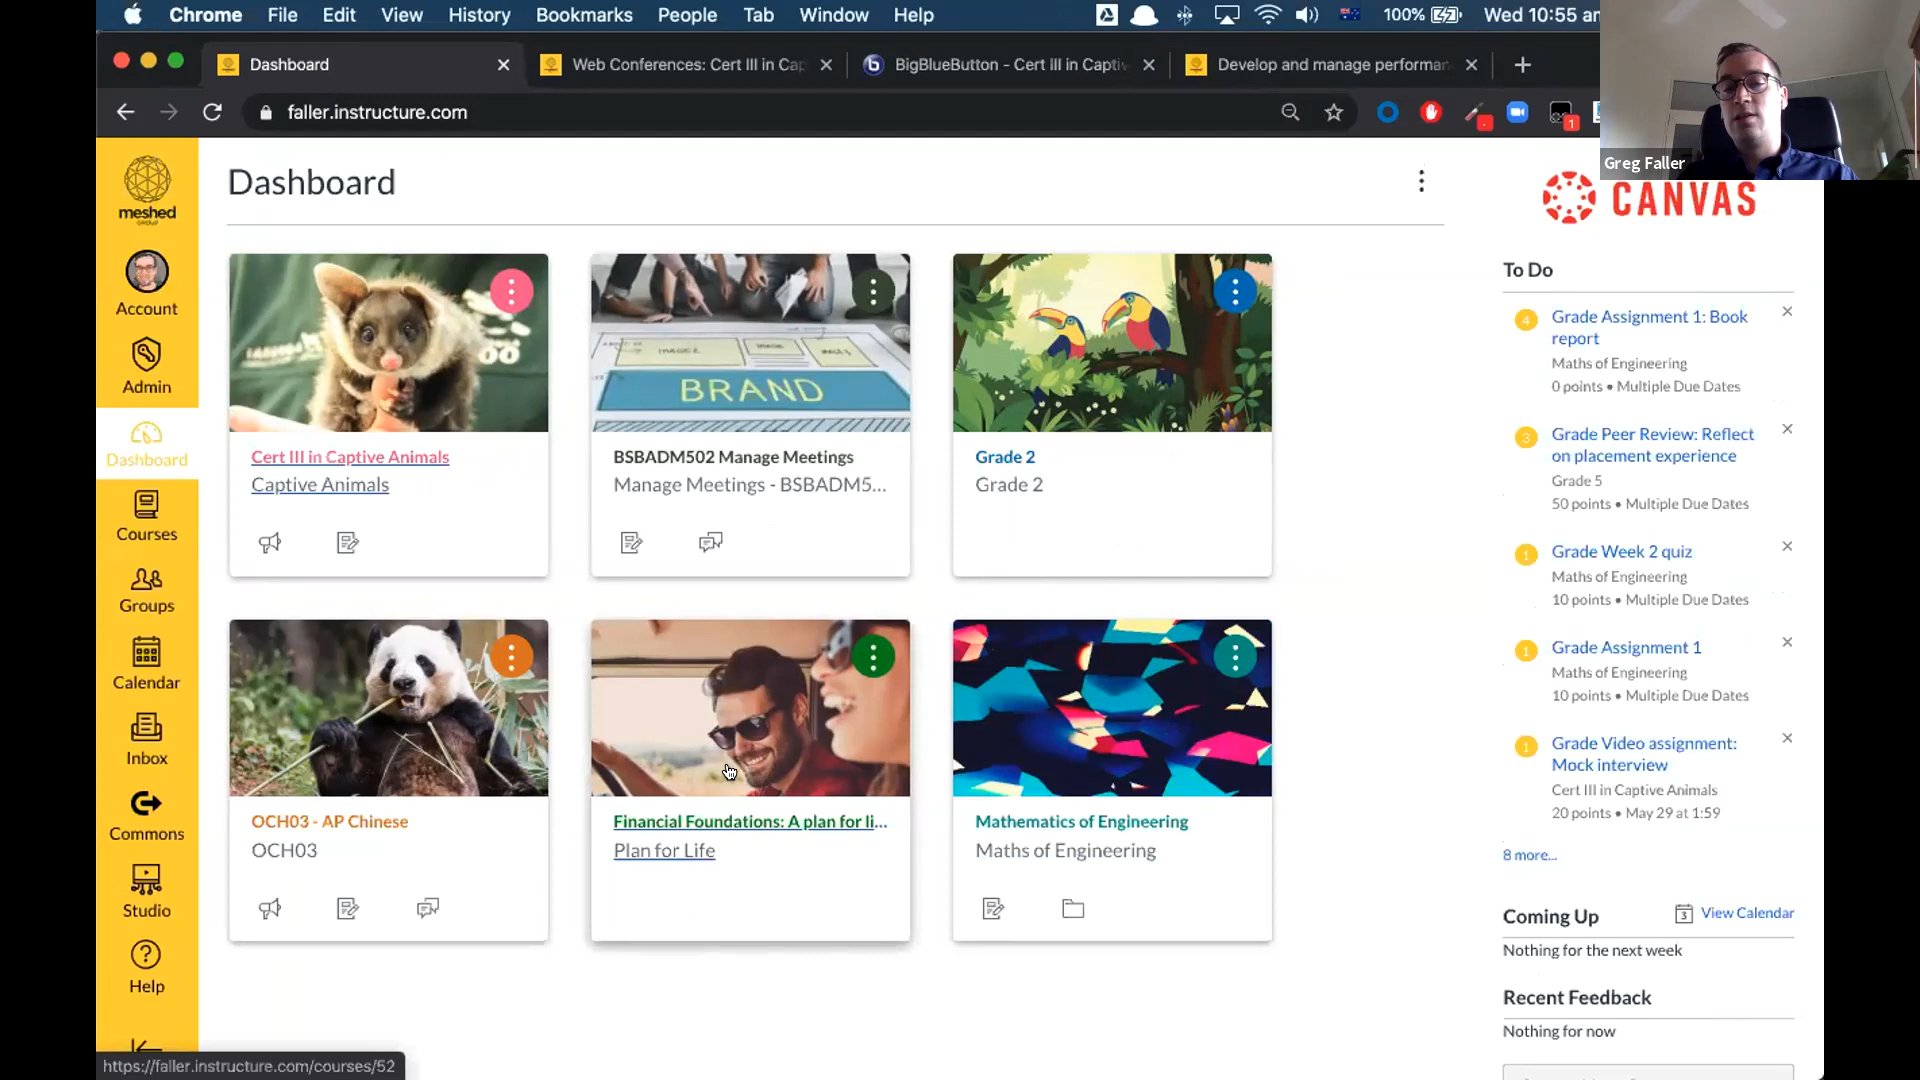 Chrome File Edit View History Bookmarks People Tab Window Help 100% Wed 10:55 am
Dashboard
Web Conferences: Cert III in Cap
BigBlueButton - Cert III in Captiv
Develop and manage performan
faller.instructure.com
1
Greg Faller
meshed
GROUP
Account
Admin
Dashboard
Courses
Groups
Calendar
Inbox
Commons
Studio
Help
Dashboard
Cert III in Captive Animals
Captive Animals
BRAND
BSBADM502 Manage Meetings
Manage Meetings - BSBADM5...
Grade 2
Grade 2
OCH03 - AP Chinese
OCH03
Financial Foundations: A plan for li...
Plan for Life
Mathematics of Engineering
Maths of Engineering
CANVAS
To Do
4
Grade Assignment 1: Book
report
Maths of Engineering
0 points • Multiple Due Dates
3
Grade Peer Review: Reflect
on placement experience
Grade 5
50 points • Multiple Due Dates
1
Grade Week 2 quiz
Maths of Engineering
10 points • Multiple Due Dates
1
Grade Assignment 1
Maths of Engineering
10 points • Multiple Due Dates
1
Grade Video assignment:
Mock interview
Cert III in Captive Animals
20 points • May 29 at 1:59
8 more...
Coming Up
3 View Calendar
Nothing for the next week
Recent Feedback
Nothing for now
https://faller.instructure.com/courses/52